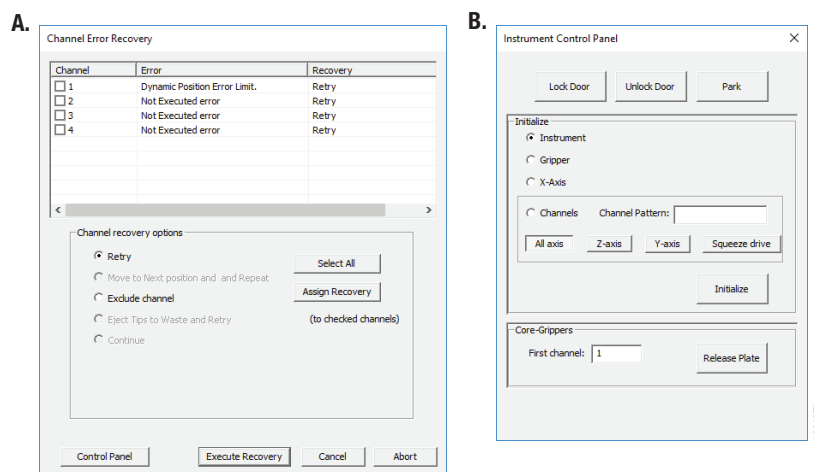 A.
Channel Error Recovery
Channel Error Recovery
1 Dynamic Position Error Limit. Retry
2 Not Executed error Retry
3 Not Executed error Retry
4 Not Executed error Retry
< >
Channel recovery options
Retry
Move to Next position and and Repeat
Exclude channel
Eject Tips to Waste and Retry
Continue
Select All
Assign Recovery
(to checked channels)
Control Panel Execute Recovery Cancel Abort
B.
Instrument Control Panel
Lock Door Unlock Door Park
Initialize
Instrument
Gripper
X-Axis
Channels Channel Pattern:
All axis Z-axis Y-axis Squeeze drive
Initialize
Core-Grippers
First channel: 1 Release Plate